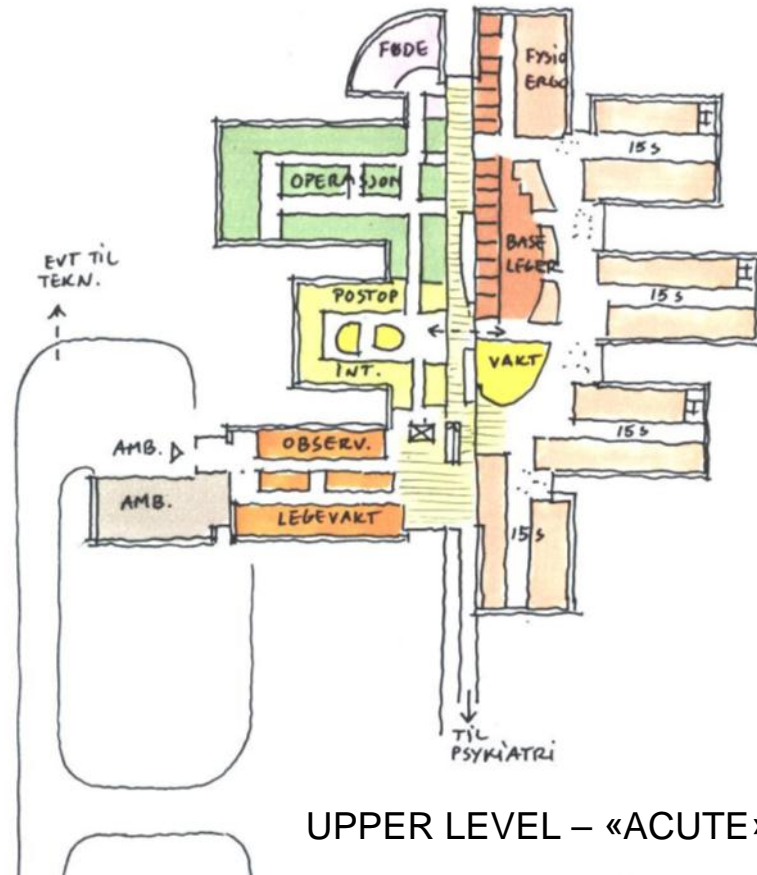 FØDE
FYSIO
ERGO
15 s
OPERASJON
BASE
LEGER
EVT TIL
TEKN.
POSTOP
15 s
INT.
VAKT
AMB.
OBSERV.
15 s
AMB.
LEGEVAKT
15 s
TIL
PSYKIATRI
UPPER LEVEL – «ACUTE»